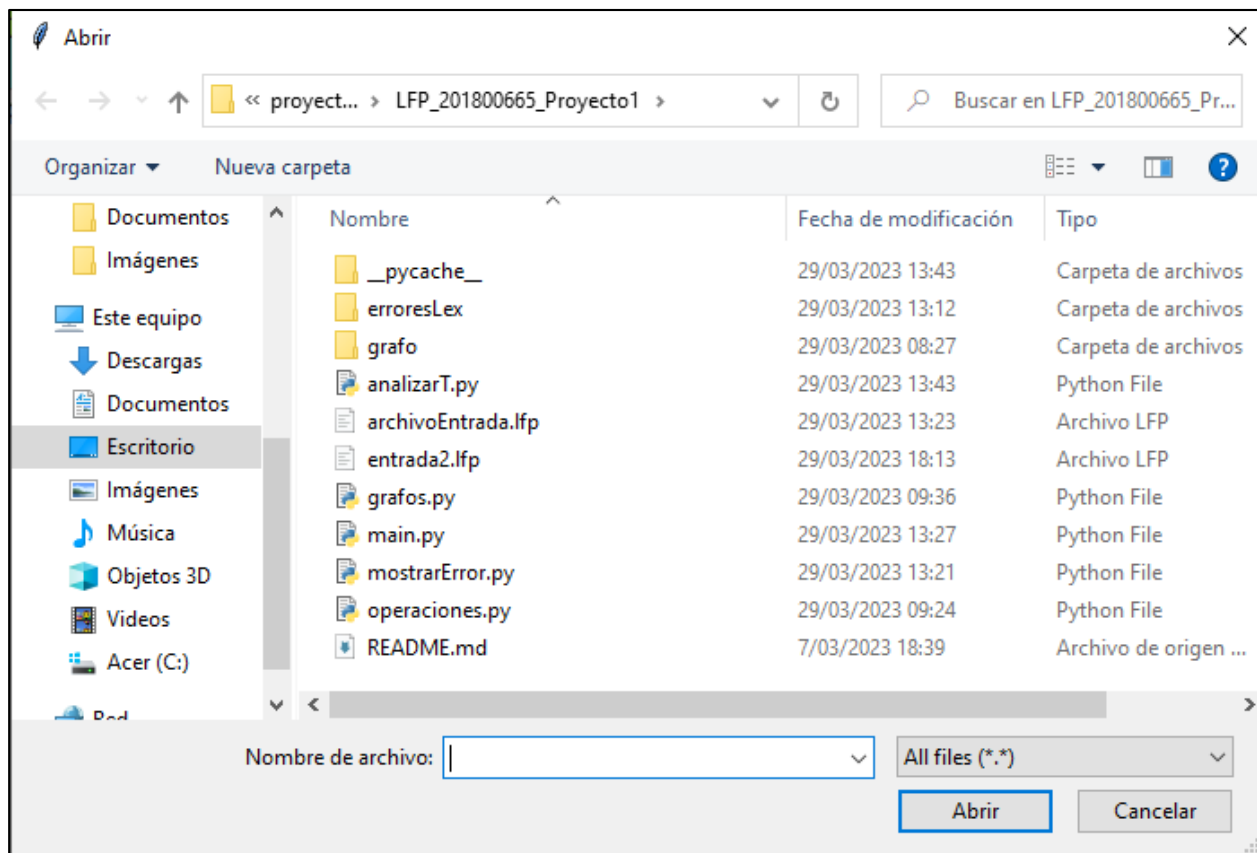 Abrir
« proyect... › LFP_201800665_Proyecto1 ›
Buscar en LFP_201800665_Pr...
Organizar
Nueva carpeta
Documentos
Imágenes
Este equipo
Descargas
Documentos
Escritorio
Imágenes
Música
Objetos 3D
Videos
Acer (C:)
Red
Nombre Fecha de modificación Tipo
__pycache__ 29/03/2023 13:43 Carpeta de archivos
erroresLex 29/03/2023 13:12 Carpeta de archivos
grafo 29/03/2023 08:27 Carpeta de archivos
analizarT.py 29/03/2023 13:43 Python File
archivoEntrada.lfp 29/03/2023 13:23 Archivo LFP
entrada2.lfp 29/03/2023 18:13 Archivo LFP
grafos.py 29/03/2023 09:36 Python File
main.py 29/03/2023 13:27 Python File
mostrarError.py 29/03/2023 13:21 Python File
operaciones.py 29/03/2023 09:24 Python File
README.md 7/03/2023 18:39 Archivo de origen ...
Nombre de archivo:
All files (*.*)
Abrir
Cancelar